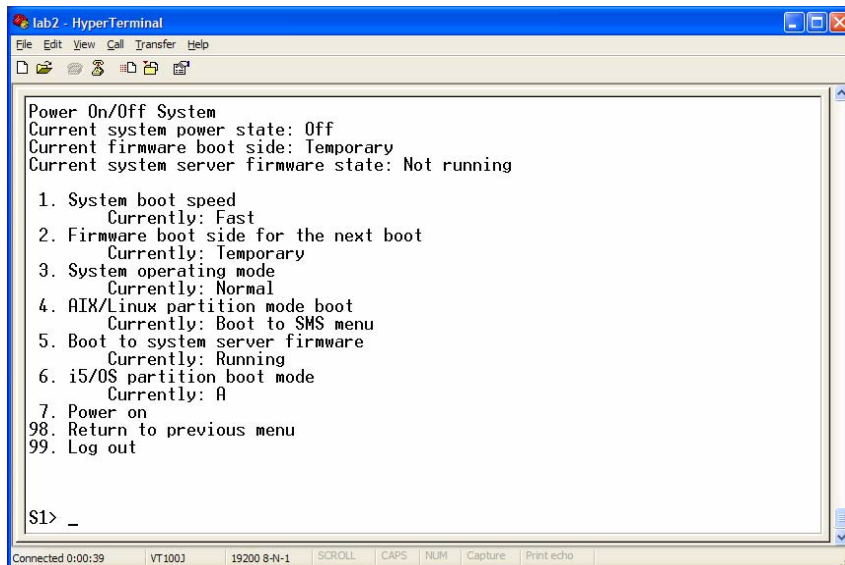 lab2 - HyperTerminal
File Edit View Call Transfer Help
Power On/Off System
Current system power state: Off
Current firmware boot side: Temporary
Current system server firmware state: Not running
1. System boot speed
Currently: Fast
2. Firmware boot side for the next boot
Currently: Temporary
3. System operating mode
Currently: Normal
4. AIX/Linux partition mode boot
Currently: Boot to SMS menu
5. Boot to system server firmware
Currently: Running
6. i5/OS partition boot mode
Currently: A
7. Power on
98. Return to previous menu
99. Log out
S1> _
Connected 0:00:39 VT100J 19200 8-N-1 SCROLL CAPS NUM Capture Print echo